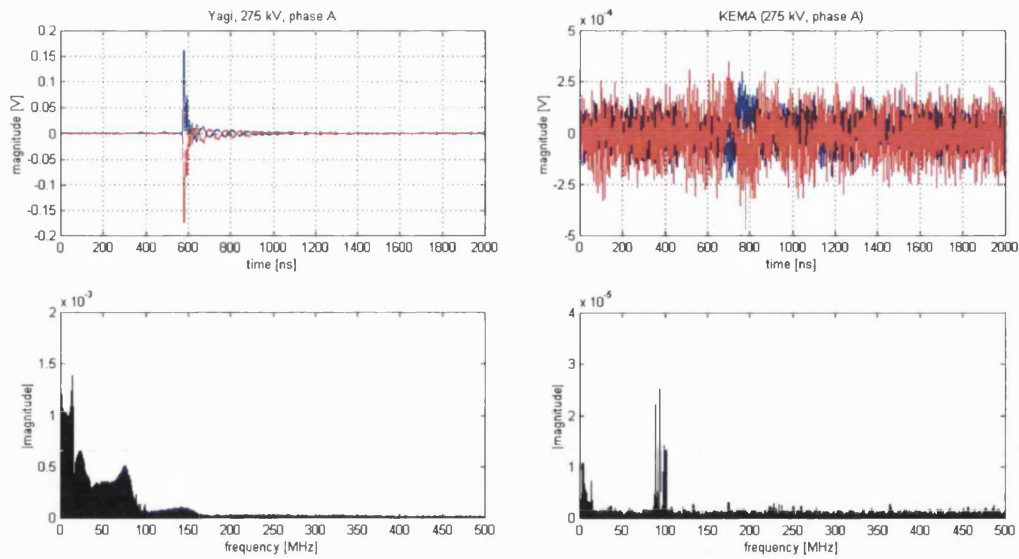 Yagi, 275 kV, phase A
0.2
0.15
0.1
0.05
0
-0.05
-0.1
-0.15
-0.2
magnitude [V]
0 200 400 600 800 1000 1200 1400 1600 1800 2000
time [ns]
KEMA (275 kV, phase A)
x 10⁻⁴
5
2.5
0
-2.5
-5
magnitude [V]
0 200 400 600 800 1000 1200 1400 1600 1800 2000
time [ns]
x 10⁻³
2
1.5
1
0.5
0
|magnitude|
0 50 100 150 200 250 300 350 400 450 500
frequency [MHz]
x 10⁻⁵
4
3
2
1
0
|magnitude|
0 50 100 150 200 250 300 350 400 450 500
frequency [MHz]